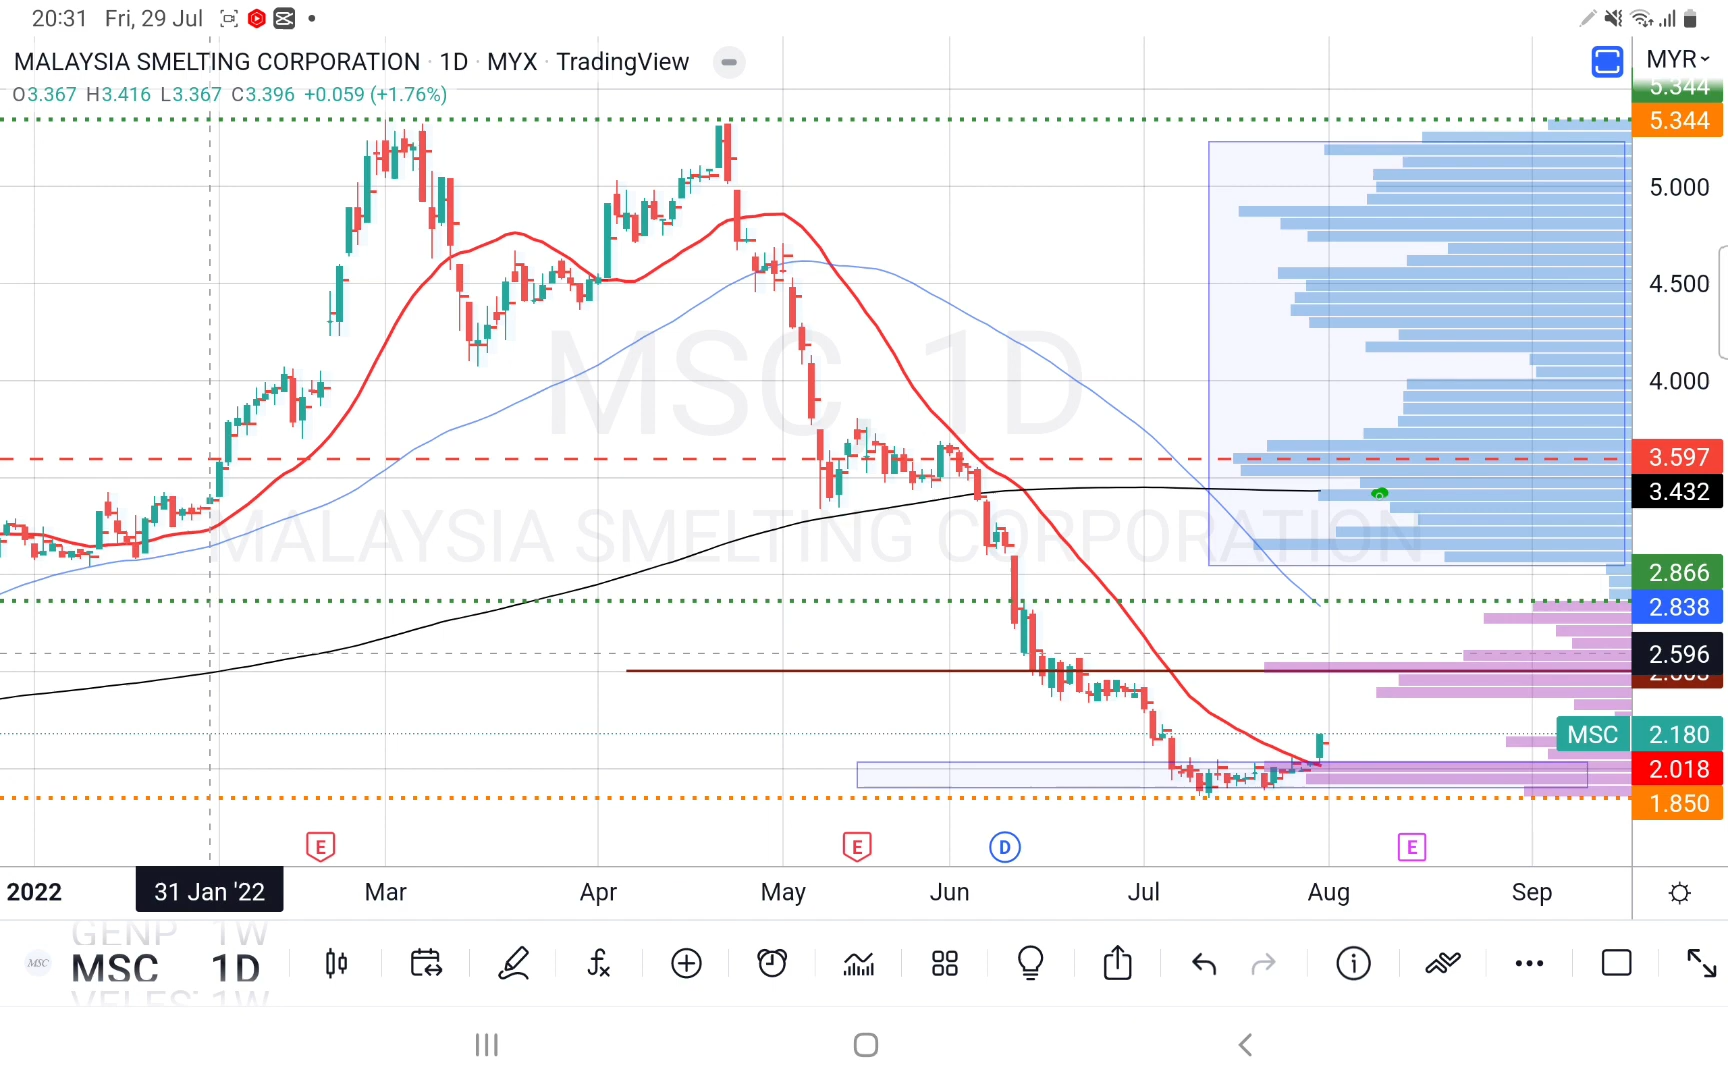 20:31 Fri, 29 Jul
MALAYSIA SMELTING CORPORATION · 1D · MYX · TradingView
MYR
O3.367 H3.416 L3.367 C3.396 +0.059 (+1.76%)
5.344
5.344
5.000
4.500
MSC 1D
4.000
3.597
3.432
MALAYSIA SMELTING CORPORATION
2.866
2.838
2.596
MSC 2.180
2.018
1.850
E E D E
2022 31 Jan '22 Mar Apr May Jun Jul Aug Sep
GENP 1W
MSC MSC 1D